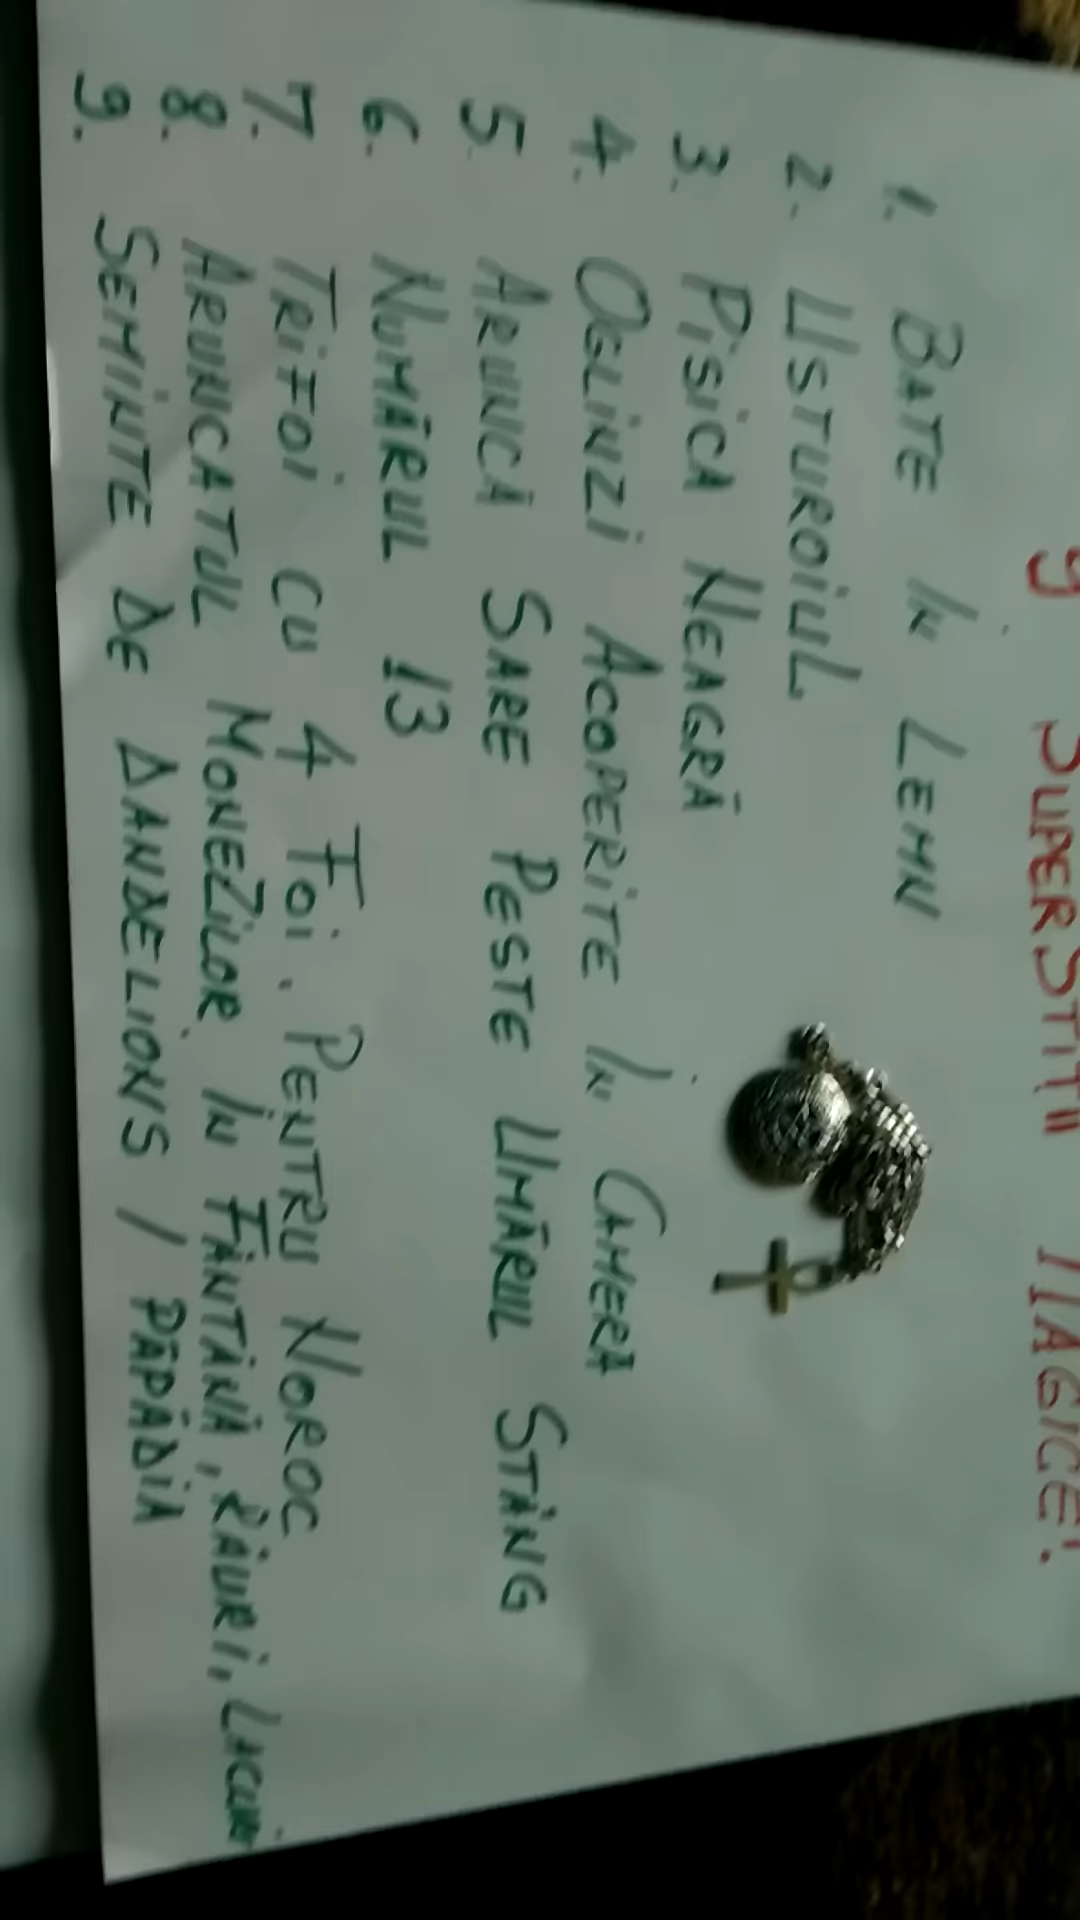 9 SUPERSTIȚII MAGICE!
1. BATE ÎN LEMN
2. USTUROIUL
3. PISICA NEAGRĂ
4. OGLINZI ACOPERITE ÎN CAMERĂ
5. ARUNCĂ SARE PESTE UMĂRUL STÂNG
6. NUMĂRUL 13
7. TRIFOI CU 4 FOI. PENTRU NOROC
8. ARUNCATUL MONEZILOR ÎN FÂNTÂNĂ, RÂURI, LACURI
9. SEMINTE DE DANDELIONS / PĂPĂDIA